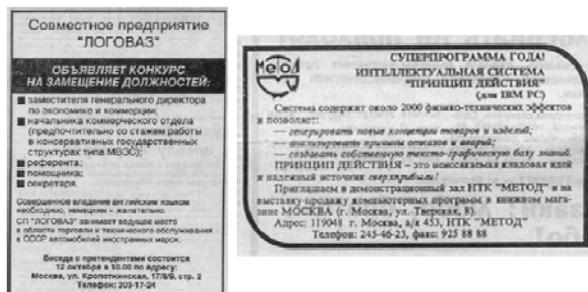 Совместное предприятие
"ЛОГОВАЗ"
ОБЪЯВЛЯЕТ КОНКУРС
НА ЗАМЕЩЕНИЕ ДОЛЖНОСТЕЙ:
заместителя генерального директора
по экономике и коммерции;
начальника коммерческого отдела
(предпочтительно со стажем работы
в консервативных государственных
структурах типа МВЭС);
референта;
помощника;
секретаря.
Совершенное владение английским языком
необходимо, немецким – желательно.
СП "ЛОГОВАЗ" занимает ведущее место
в области торговли и технического обслуживания
в СССР автомобилей иностранных марок.
Беседа с претендентами состоится
12 октября в 10.00 по адресу:
Москва, ул. Кропоткинская, 17/9/9, стр. 2
Телефон: 203-17-24
МЕТОД
СУПЕРПРОГРАММА ГОДА!
ИНТЕЛЛЕКТУАЛЬНАЯ СИСТЕМА
"ПРИНЦИП ДЕЙСТВИЯ"
(для IBM PC)
Система содержит около 2000 физико-технических эффектов
и позволяет:
— генерировать новые концепции товаров и изделий;
— анализировать причины отказов и аварий;
— создавать собственную тексто-графическую базу знаний.
ПРИНЦИП ДЕЙСТВИЯ – это неиссякаемая кладовая идей
и надежный источник сверхприбыли!
Приглашаем в демонстрационный зал НТК "МЕТОД" и на
выставку-продажу компьютерных программ в книжном мага-
зине МОСКВА (г. Москва, ул. Тверская, 8).
Адрес: 119048 г. Москва, а/я 453, НТК "МЕТОД"
Телефон: 245-46-23, факс: 925 88 88